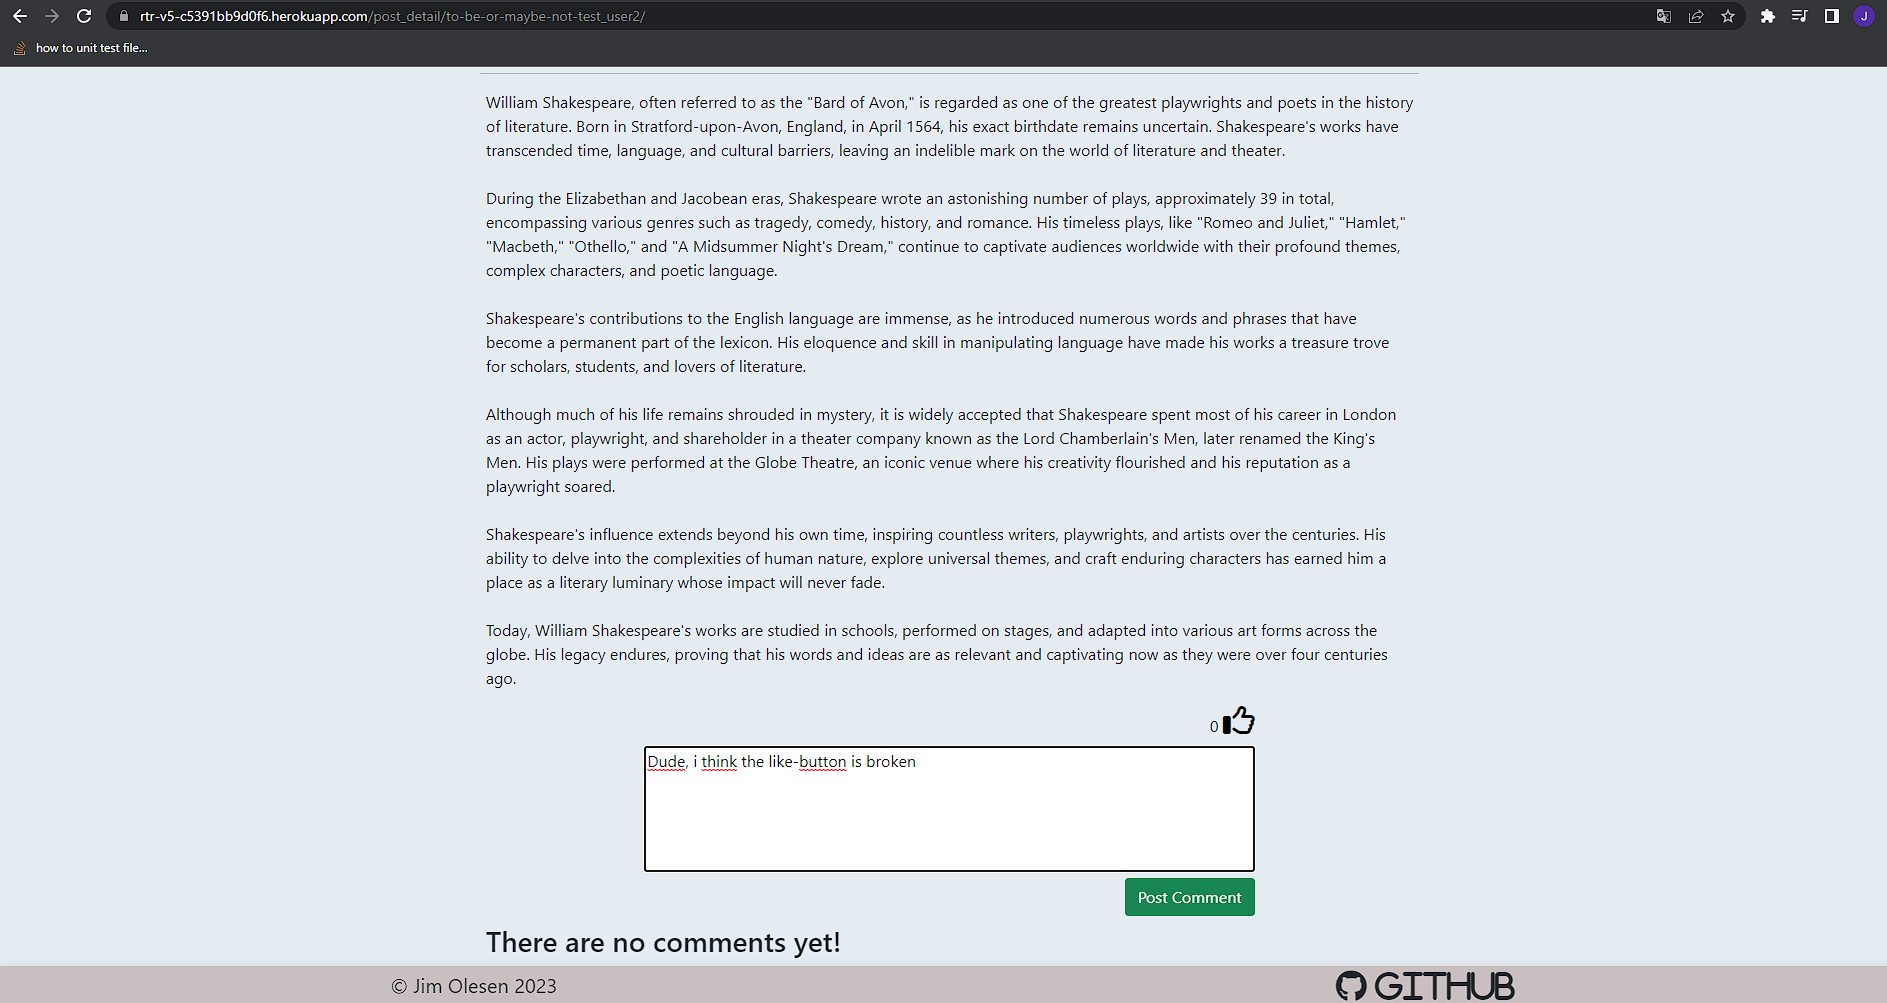 rtr-v5-c5391bb9d0f6.herokuapp.com/post_detail/to-be-or-maybe-not-test_user2/
J
how to unit test file...
William Shakespeare, often referred to as the "Bard of Avon," is regarded as one of the greatest playwrights and poets in the history
of literature. Born in Stratford-upon-Avon, England, in April 1564, his exact birthdate remains uncertain. Shakespeare's works have
transcended time, language, and cultural barriers, leaving an indelible mark on the world of literature and theater.
During the Elizabethan and Jacobean eras, Shakespeare wrote an astonishing number of plays, approximately 39 in total,
encompassing various genres such as tragedy, comedy, history, and romance. His timeless plays, like "Romeo and Juliet," "Hamlet,"
"Macbeth," "Othello," and "A Midsummer Night's Dream," continue to captivate audiences worldwide with their profound themes,
complex characters, and poetic language.
Shakespeare's contributions to the English language are immense, as he introduced numerous words and phrases that have
become a permanent part of the lexicon. His eloquence and skill in manipulating language have made his works a treasure trove
for scholars, students, and lovers of literature.
Although much of his life remains shrouded in mystery, it is widely accepted that Shakespeare spent most of his career in London
as an actor, playwright, and shareholder in a theater company known as the Lord Chamberlain's Men, later renamed the King's
Men. His plays were performed at the Globe Theatre, an iconic venue where his creativity flourished and his reputation as a
playwright soared.
Shakespeare's influence extends beyond his own time, inspiring countless writers, playwrights, and artists over the centuries. His
ability to delve into the complexities of human nature, explore universal themes, and craft enduring characters has earned him a
place as a literary luminary whose impact will never fade.
Today, William Shakespeare's works are studied in schools, performed on stages, and adapted into various art forms across the
globe. His legacy endures, proving that his words and ideas are as relevant and captivating now as they were over four centuries
ago.
0
Dude, i think the like-button is broken
Post Comment
There are no comments yet!
© Jim Olesen 2023
GITHUB